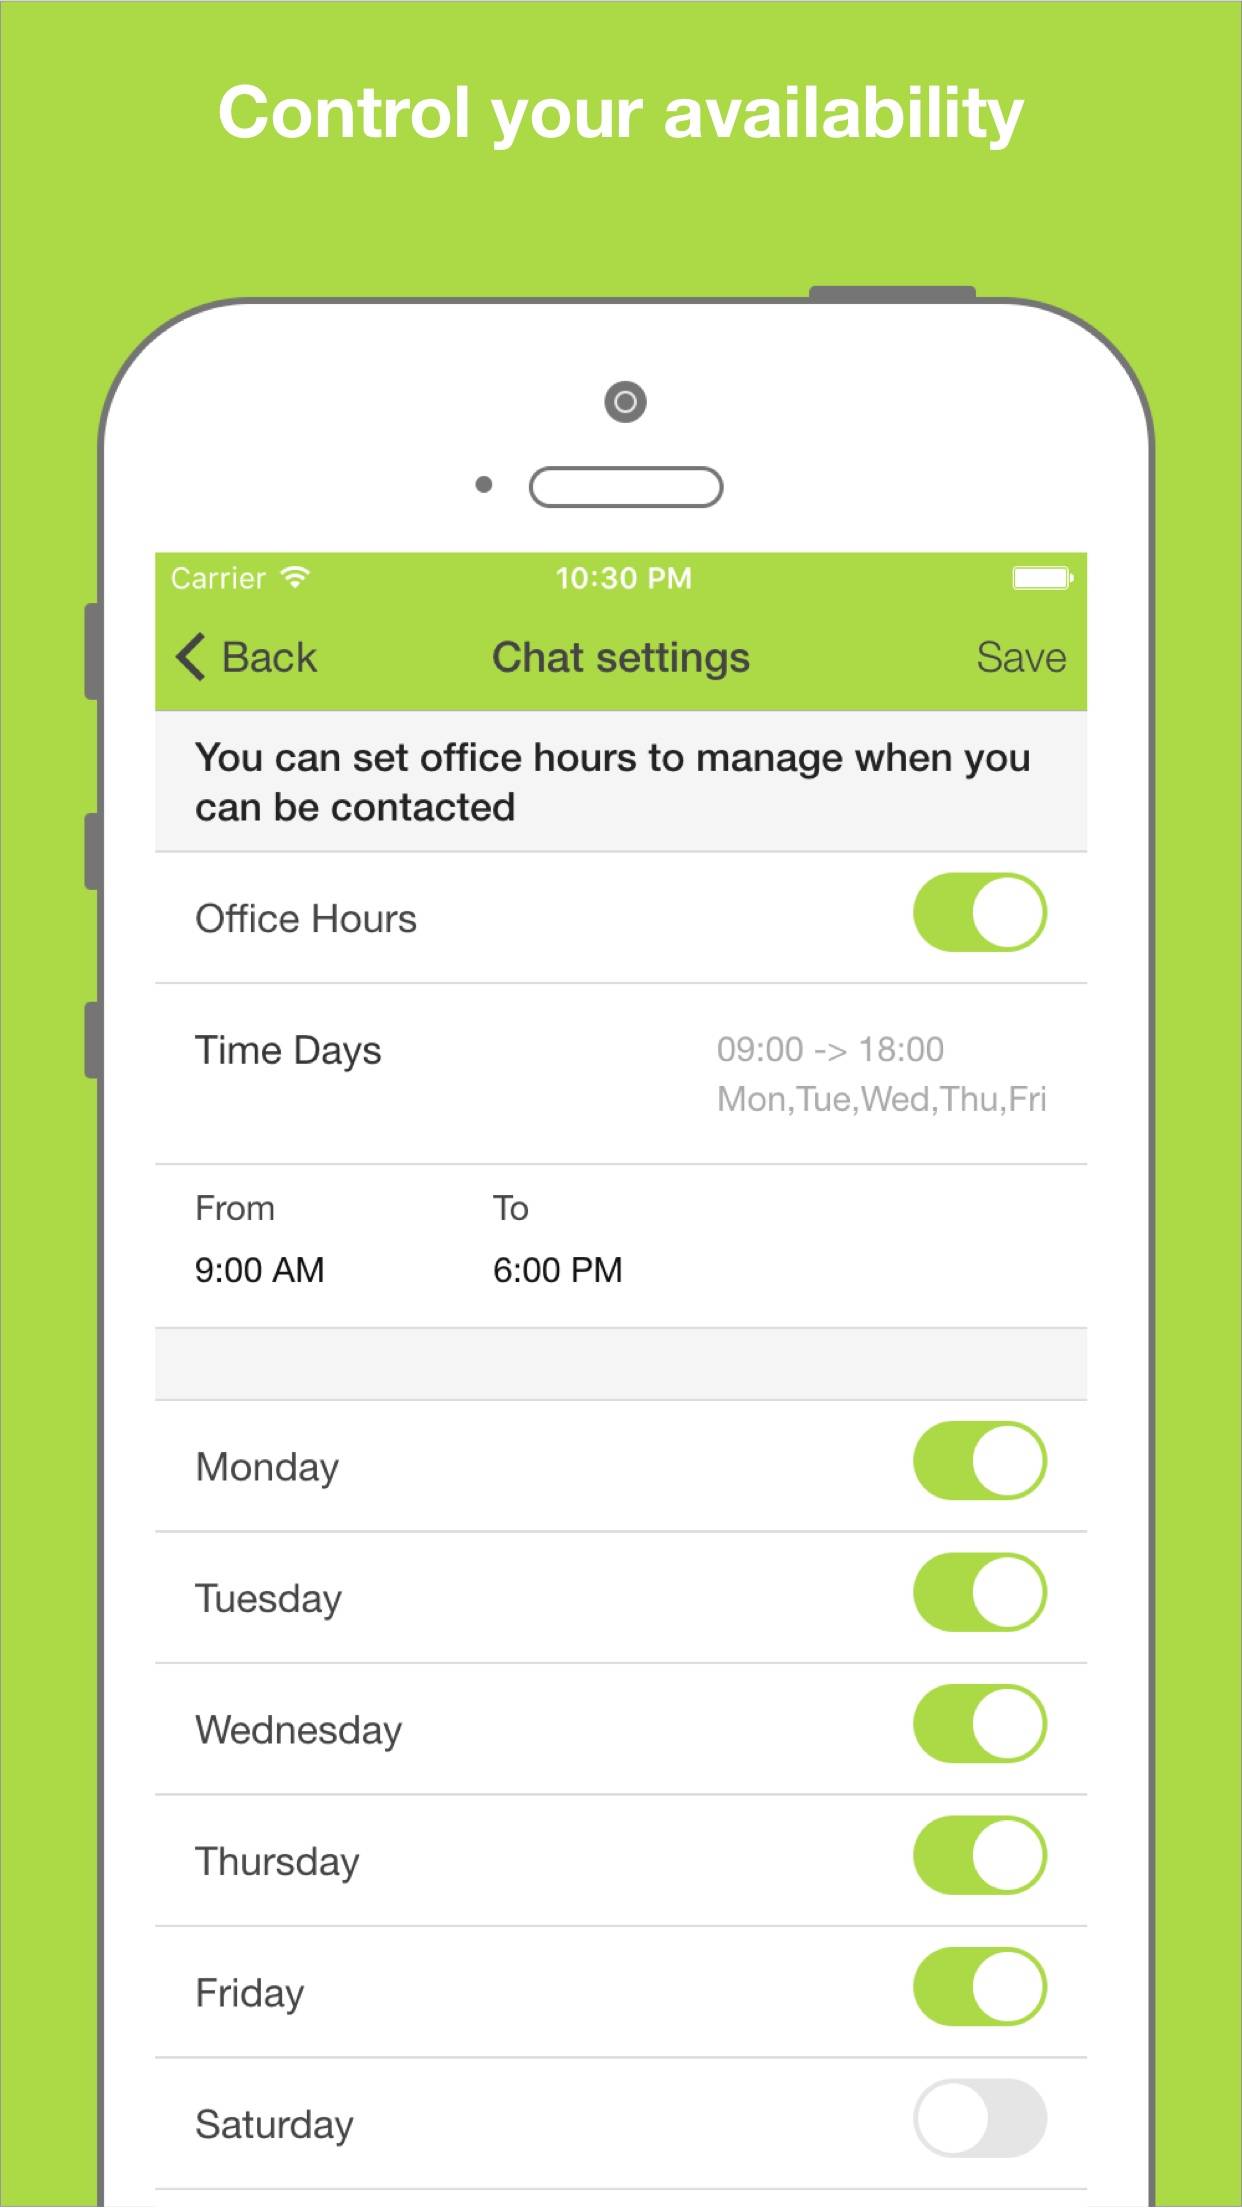 Control your availability
Carrier 10:30 PM
Back Chat settings Save
You can set office hours to manage when you
can be contacted
Office Hours
Time Days 09:00 -> 18:00
Mon,Tue,Wed,Thu,Fri
From To
9:00 AM 6:00 PM
Monday
Tuesday
Wednesday
Thursday
Friday
Saturday